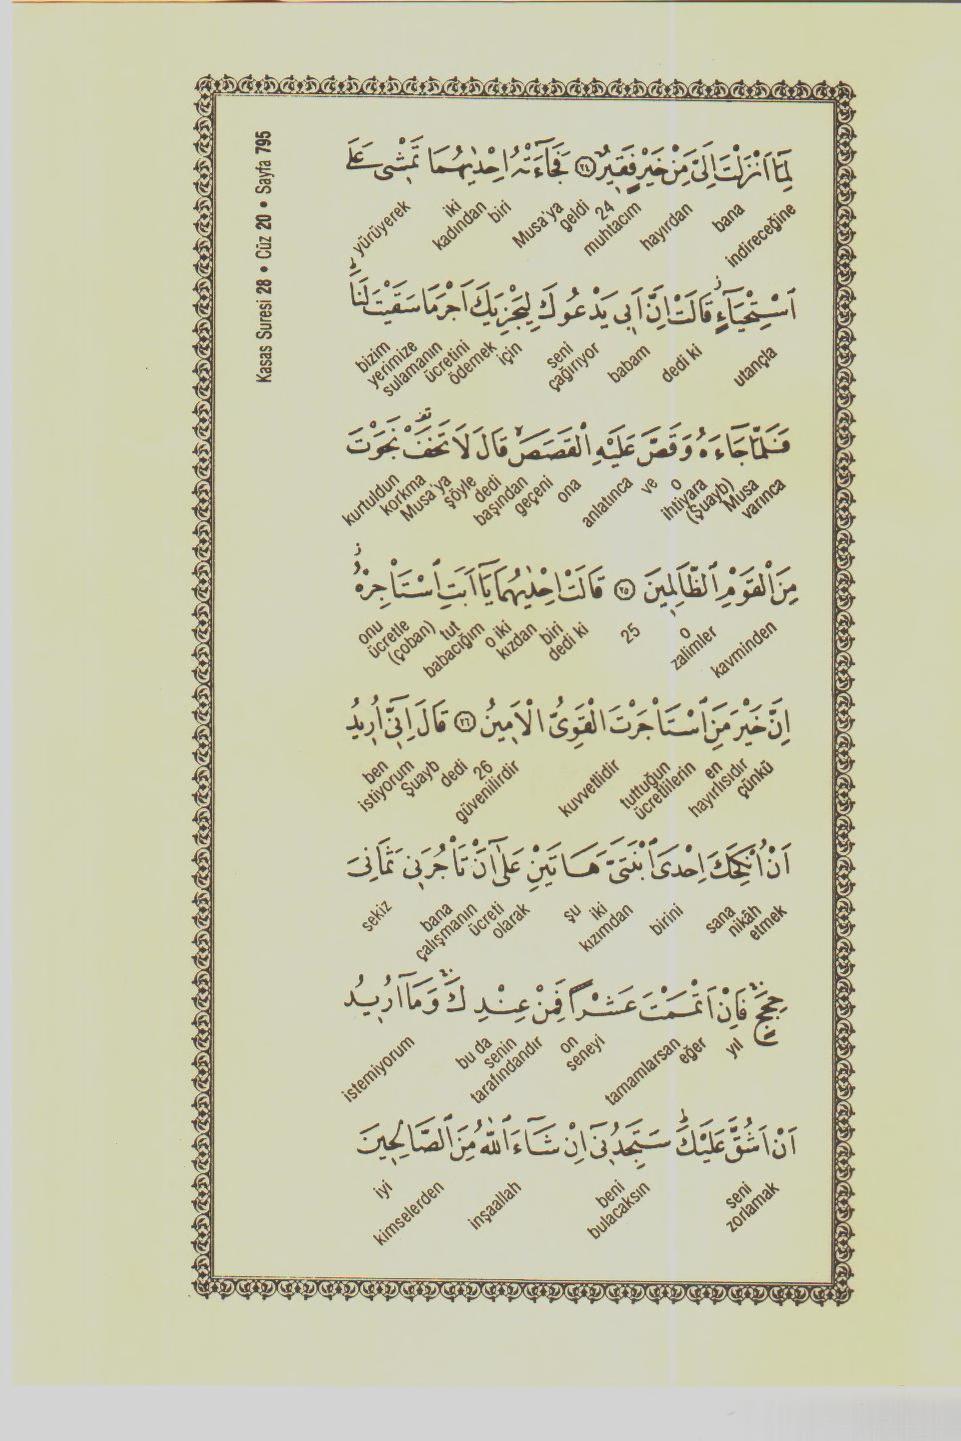 Kasas Suresi 28 • Cüz 20 • Sayfa 795
لِمَٓا اَنْزَلْتَ اِلَيَّ مِنْ خَيْرٍ فَقٖيرٌ ﴿٢٤﴾ فَجَٓاءَتْهُ اِحْدٰيهُمَا تَمْشٖى عَلَى
indireceğine bana hayırdan muhtacım 24 geldi Musa'ya biri iki kadından yürüyerek
اسْتِحْيَٓاءٍ قَالَتْ اِنَّ اَبٖى يَدْعُوكَ لِيَجْزِيَكَ اَجْرَ مَا سَقَيْتَ لَنَا
utançla dedi ki babam seni çağırıyor için ödemek ücretini sulamanın bizim yerimize
فَلَمَّا جَٓاءَهُ وَقَصَّ عَلَيْهِ الْقَصَصَ قَالَ لَا تَخَفْ نَجَوْتَ
Musa varınca o ihtiyara (Şuayb) ve anlatınca ona başından geçeni dedi şöyle Musa'ya korkma kurtuldun
مِنَ الْقَوْمِ الظَّالِمٖينَ ﴿٢٥﴾ قَالَتْ اِحْدٰيهُمَا يَٓا اَبَتِ اسْتَأْجِرْهُ
kavminden o zalimler 25 dedi ki biri o iki kızdan babacığım tut (çoban) ücretle onu
اِنَّ خَيْرَ مَنِ اسْتَأْجَرْتَ الْقَوِيُّ الْاَمٖينُ ﴿٢٦﴾ قَالَ اِنّٖٓى اُرٖيدُ
çünkü en hayırlısıdır tuttuğun ücretlilerin kuvvetlidir güvenilirdir 26 dedi Şuayb ben istiyorum
اَنْ اُنْكِحَكَ اِحْدَى ابْنَتَيَّ هَاتَيْنِ عَلٰٓى اَنْ تَأْجُرَنٖى ثَمَانِيَ
sana nikâh etmek birini iki kızımdan şu ücreti olarak bana çalışmanın sekiz
حِجَجٍ فَاِنْ اَتْمَمْتَ عَشْرًا فَمِنْ عِنْدِكَ وَمَٓا اُرٖيدُ
yıl eğer tamamlarsan on seneyi bu da senin tarafındandır istemiyorum
اَنْ اَشُقَّ عَلَيْكَ سَتَجِدُنٖٓى اِنْ شَٓاءَ اللّٰهُ مِنَ الصَّالِحٖينَ
seni zorlamak beni bulacaksın inşaallah kimselerden iyi